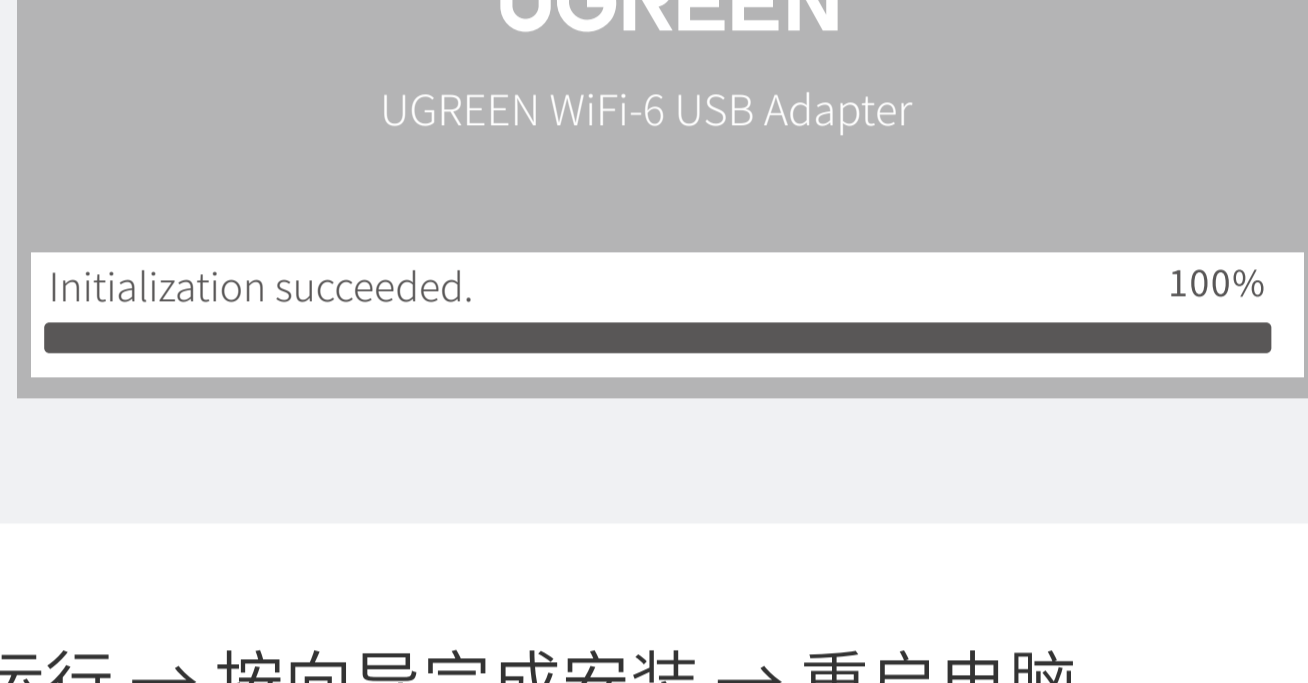 UGREEN
UGREEN WiFi-6 USB Adapter
Initialization succeeded.
100%
运行 → 按向导完成安装 → 重启电脑